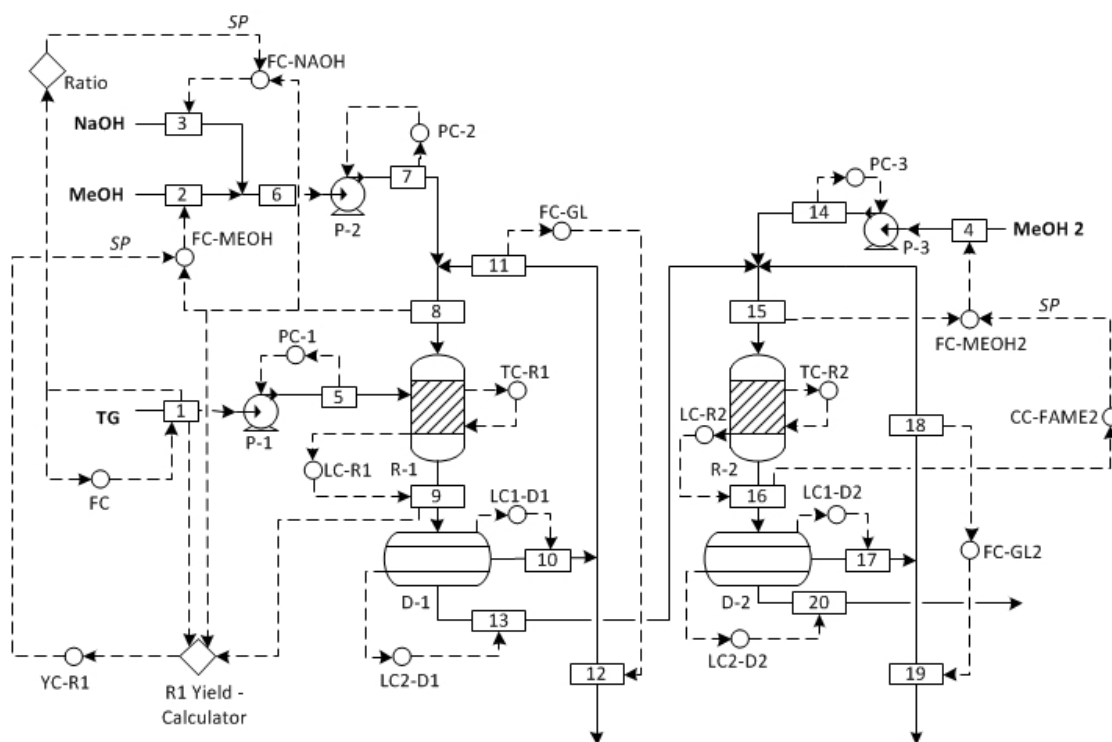 SP
FC-NAOH
Ratio
NaOH
3
PC-2
7
PC-3
14
MeOH
2
6
P-2
FC-GL
4
MeOH 2
P-3
SP
FC-MEOH
11
8
15
SP
FC-MEOH2
PC-1
TC-R1
TC-R2
5
LC-R2
18
CC-FAME2
TG
1
P-1
R-1
R-2
LC-R1
FC
9
LC1-D1
16
LC1-D2
10
17
FC-GL2
D-1
13
D-2
20
LC2-D1
LC2-D2
12
19
YC-R1
R1 Yield -
Calculator